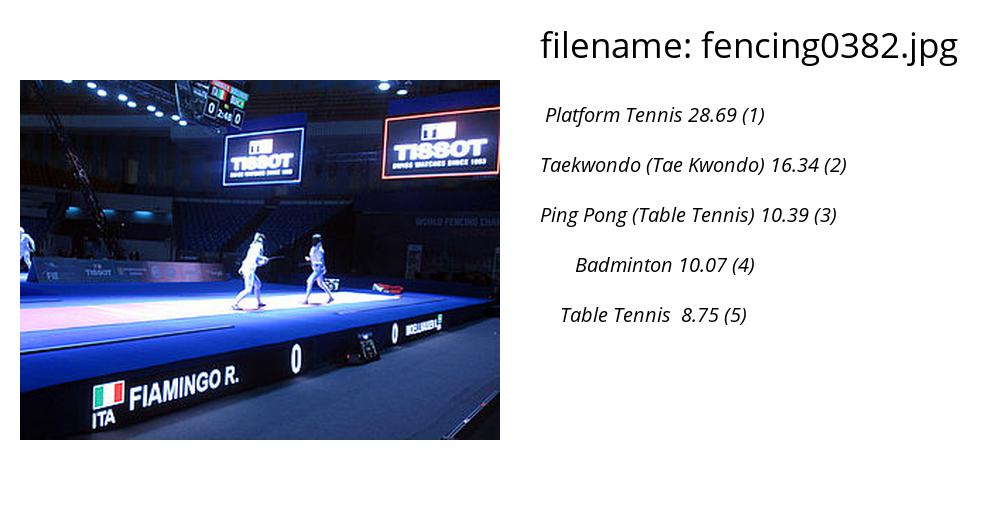 filename: fencing0382.jpg
Platform Tennis 28.69 (1)
Taekwondo (Tae Kwondo) 16.34 (2)
Ping Pong (Table Tennis) 10.39 (3)
Badminton 10.07 (4)
Table Tennis 8.75 (5)
0 2:48 0
TISSOT
SWISS WATCHES SINCE 1853
TISSOT
SWISS WATCHES SINCE 1853
WORLD FENCING CHA
FIE
TISSOT
FIAMINGO R. 0 0
ITA